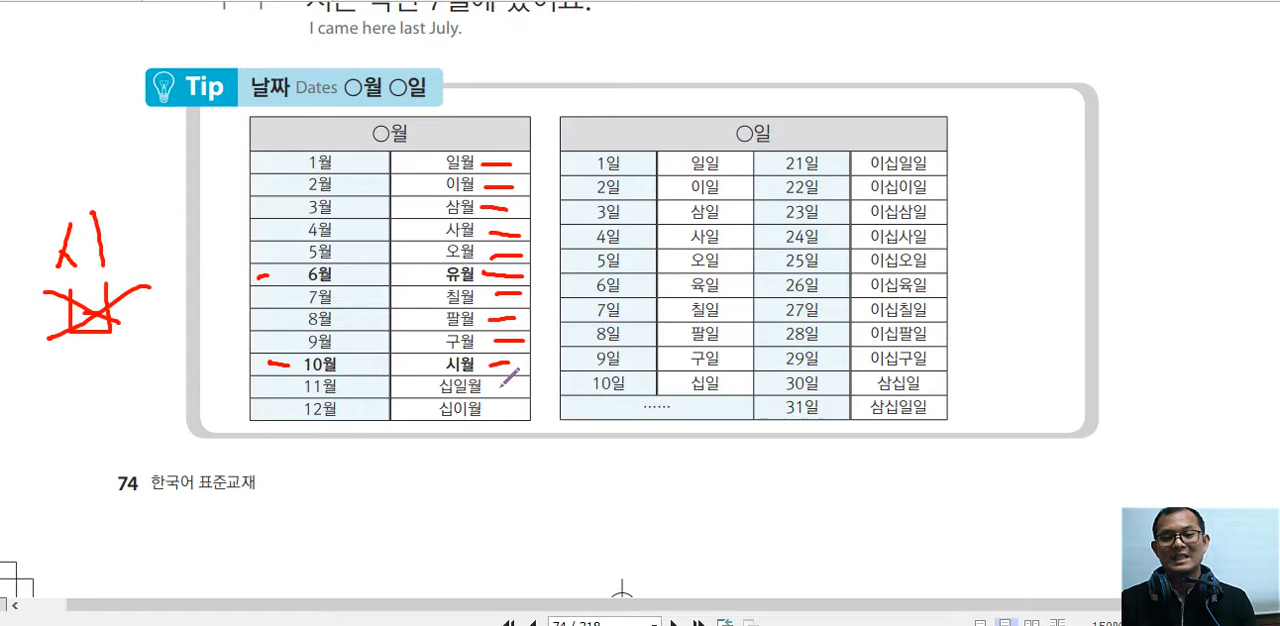 I came here last July.
Tip 날짜 Dates ○월 ○일
○월
1월 일월
2월 이월
3월 삼월
4월 사월
5월 오월
6월 유월
7월 칠월
8월 팔월
9월 구월
10월 시월
11월 십일월
12월 십이월
○일
1일 일일 21일 이십일일
2일 이일 22일 이십이일
3일 삼일 23일 이십삼일
4일 사일 24일 이십사일
5일 오일 25일 이십오일
6일 육일 26일 이십육일
7일 칠일 27일 이십칠일
8일 팔일 28일 이십팔일
9일 구일 29일 이십구일
10일 십일 30일 삼십일
...... 31일 삼십일일
시
74 한국어 표준교재
74 / 218